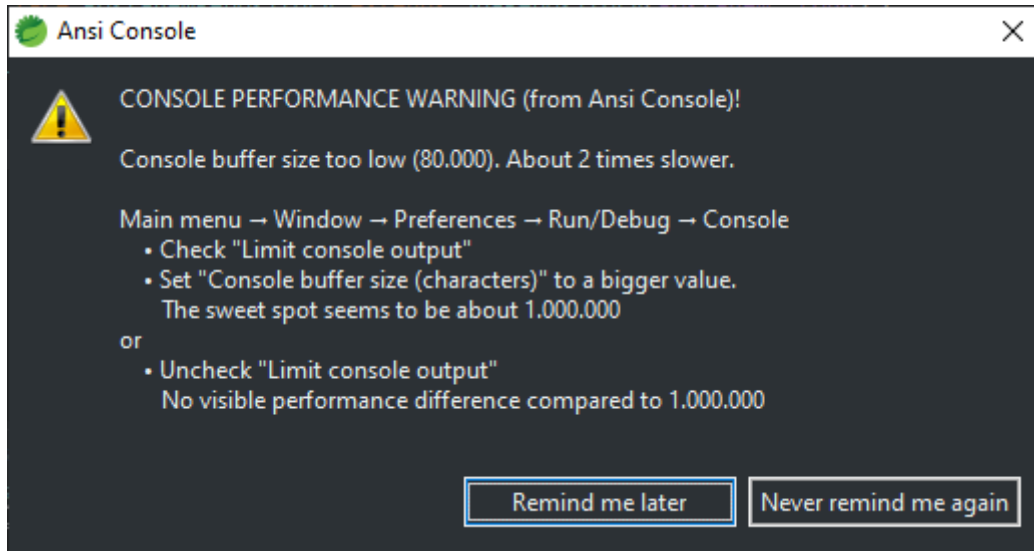 Ansi Console
CONSOLE PERFORMANCE WARNING (from Ansi Console)!
Console buffer size too low (80.000). About 2 times slower.
Main menu → Window → Preferences → Run/Debug → Console
• Check "Limit console output"
• Set "Console buffer size (characters)" to a bigger value.
The sweet spot seems to be about 1.000.000
or
• Uncheck "Limit console output"
No visible performance difference compared to 1.000.000
Remind me later
Never remind me again